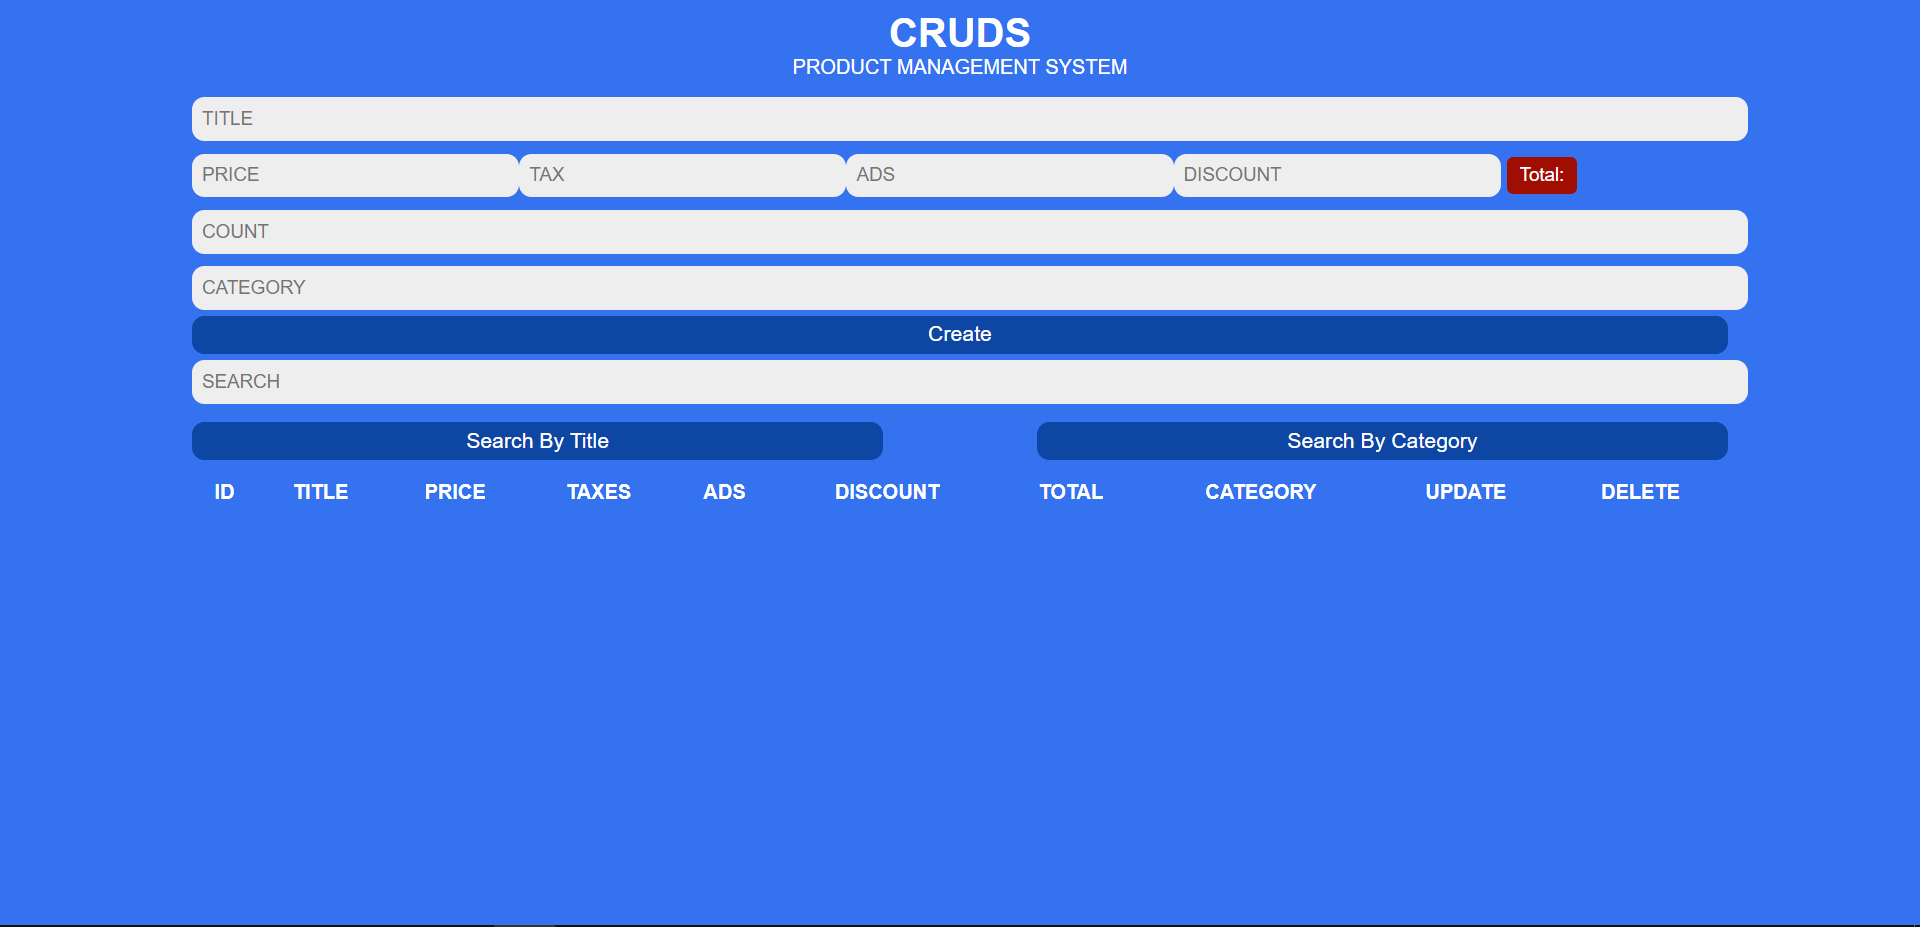 CRUDS
PRODUCT MANAGEMENT SYSTEM
TITLE
PRICE TAX ADS DISCOUNT Total:
COUNT
CATEGORY
Create
SEARCH
Search By Title Search By Category
ID TITLE PRICE TAXES ADS DISCOUNT TOTAL CATEGORY UPDATE DELETE